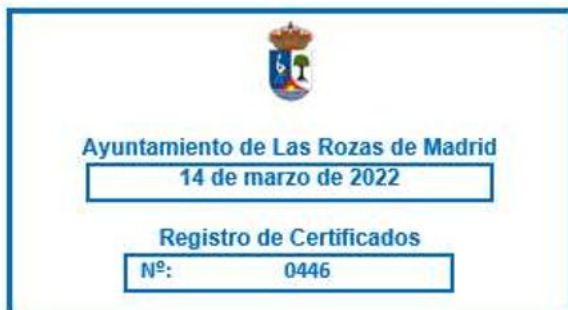 Ayuntamiento de Las Rozas de Madrid
14 de marzo de 2022
Registro de Certificados
Nº: 0446